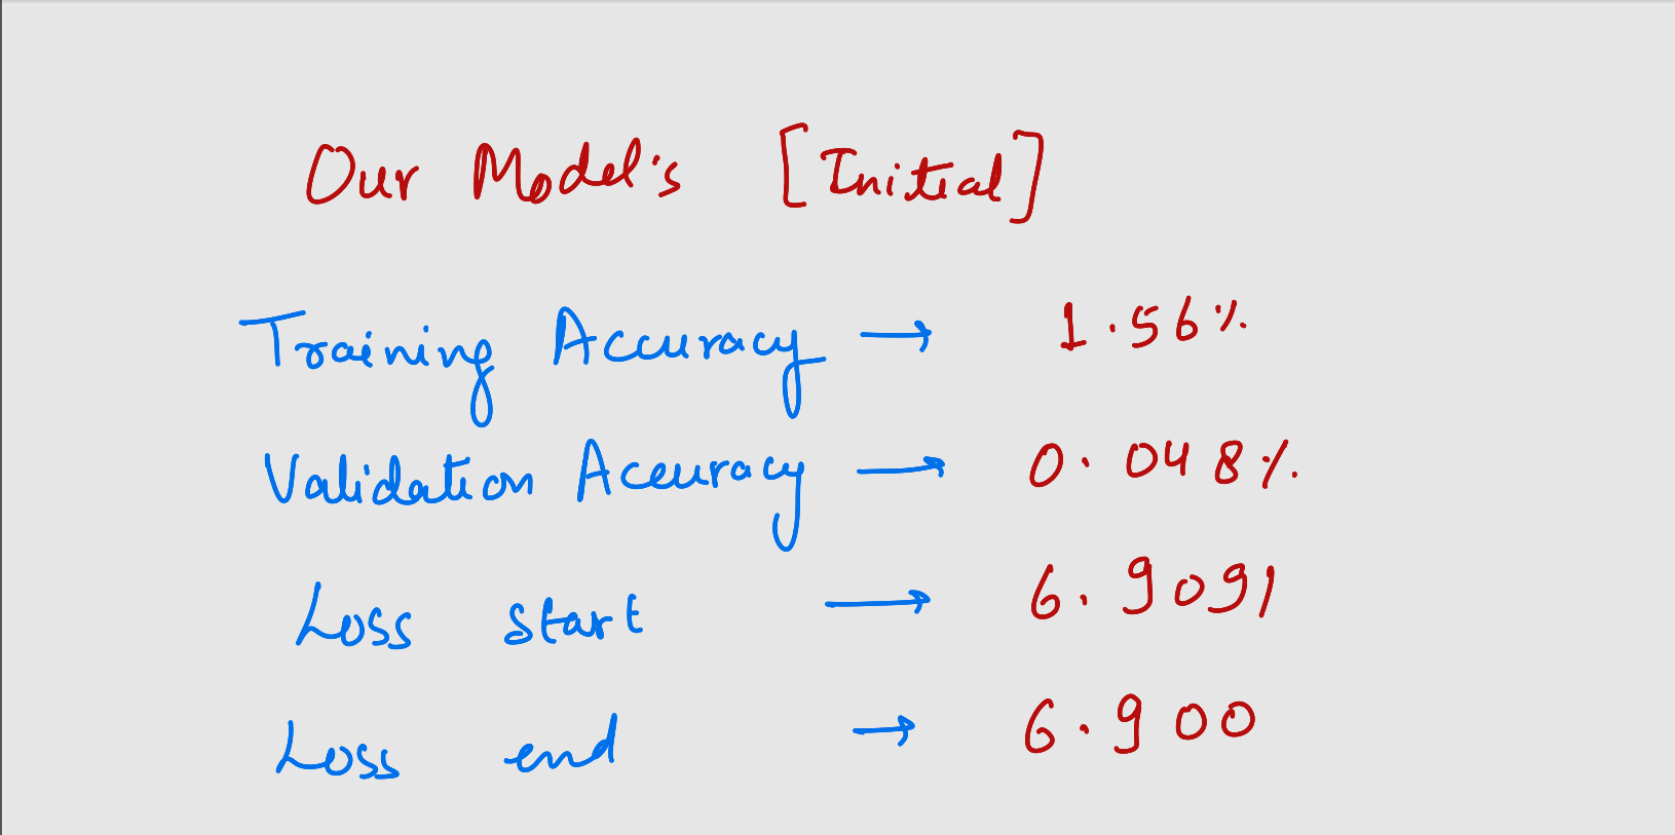 Our Model's [Initial]
Training Accuracy → 1.56%
Validation Accuracy → 0.048%
Loss start → 6.9091
Loss end → 6.900